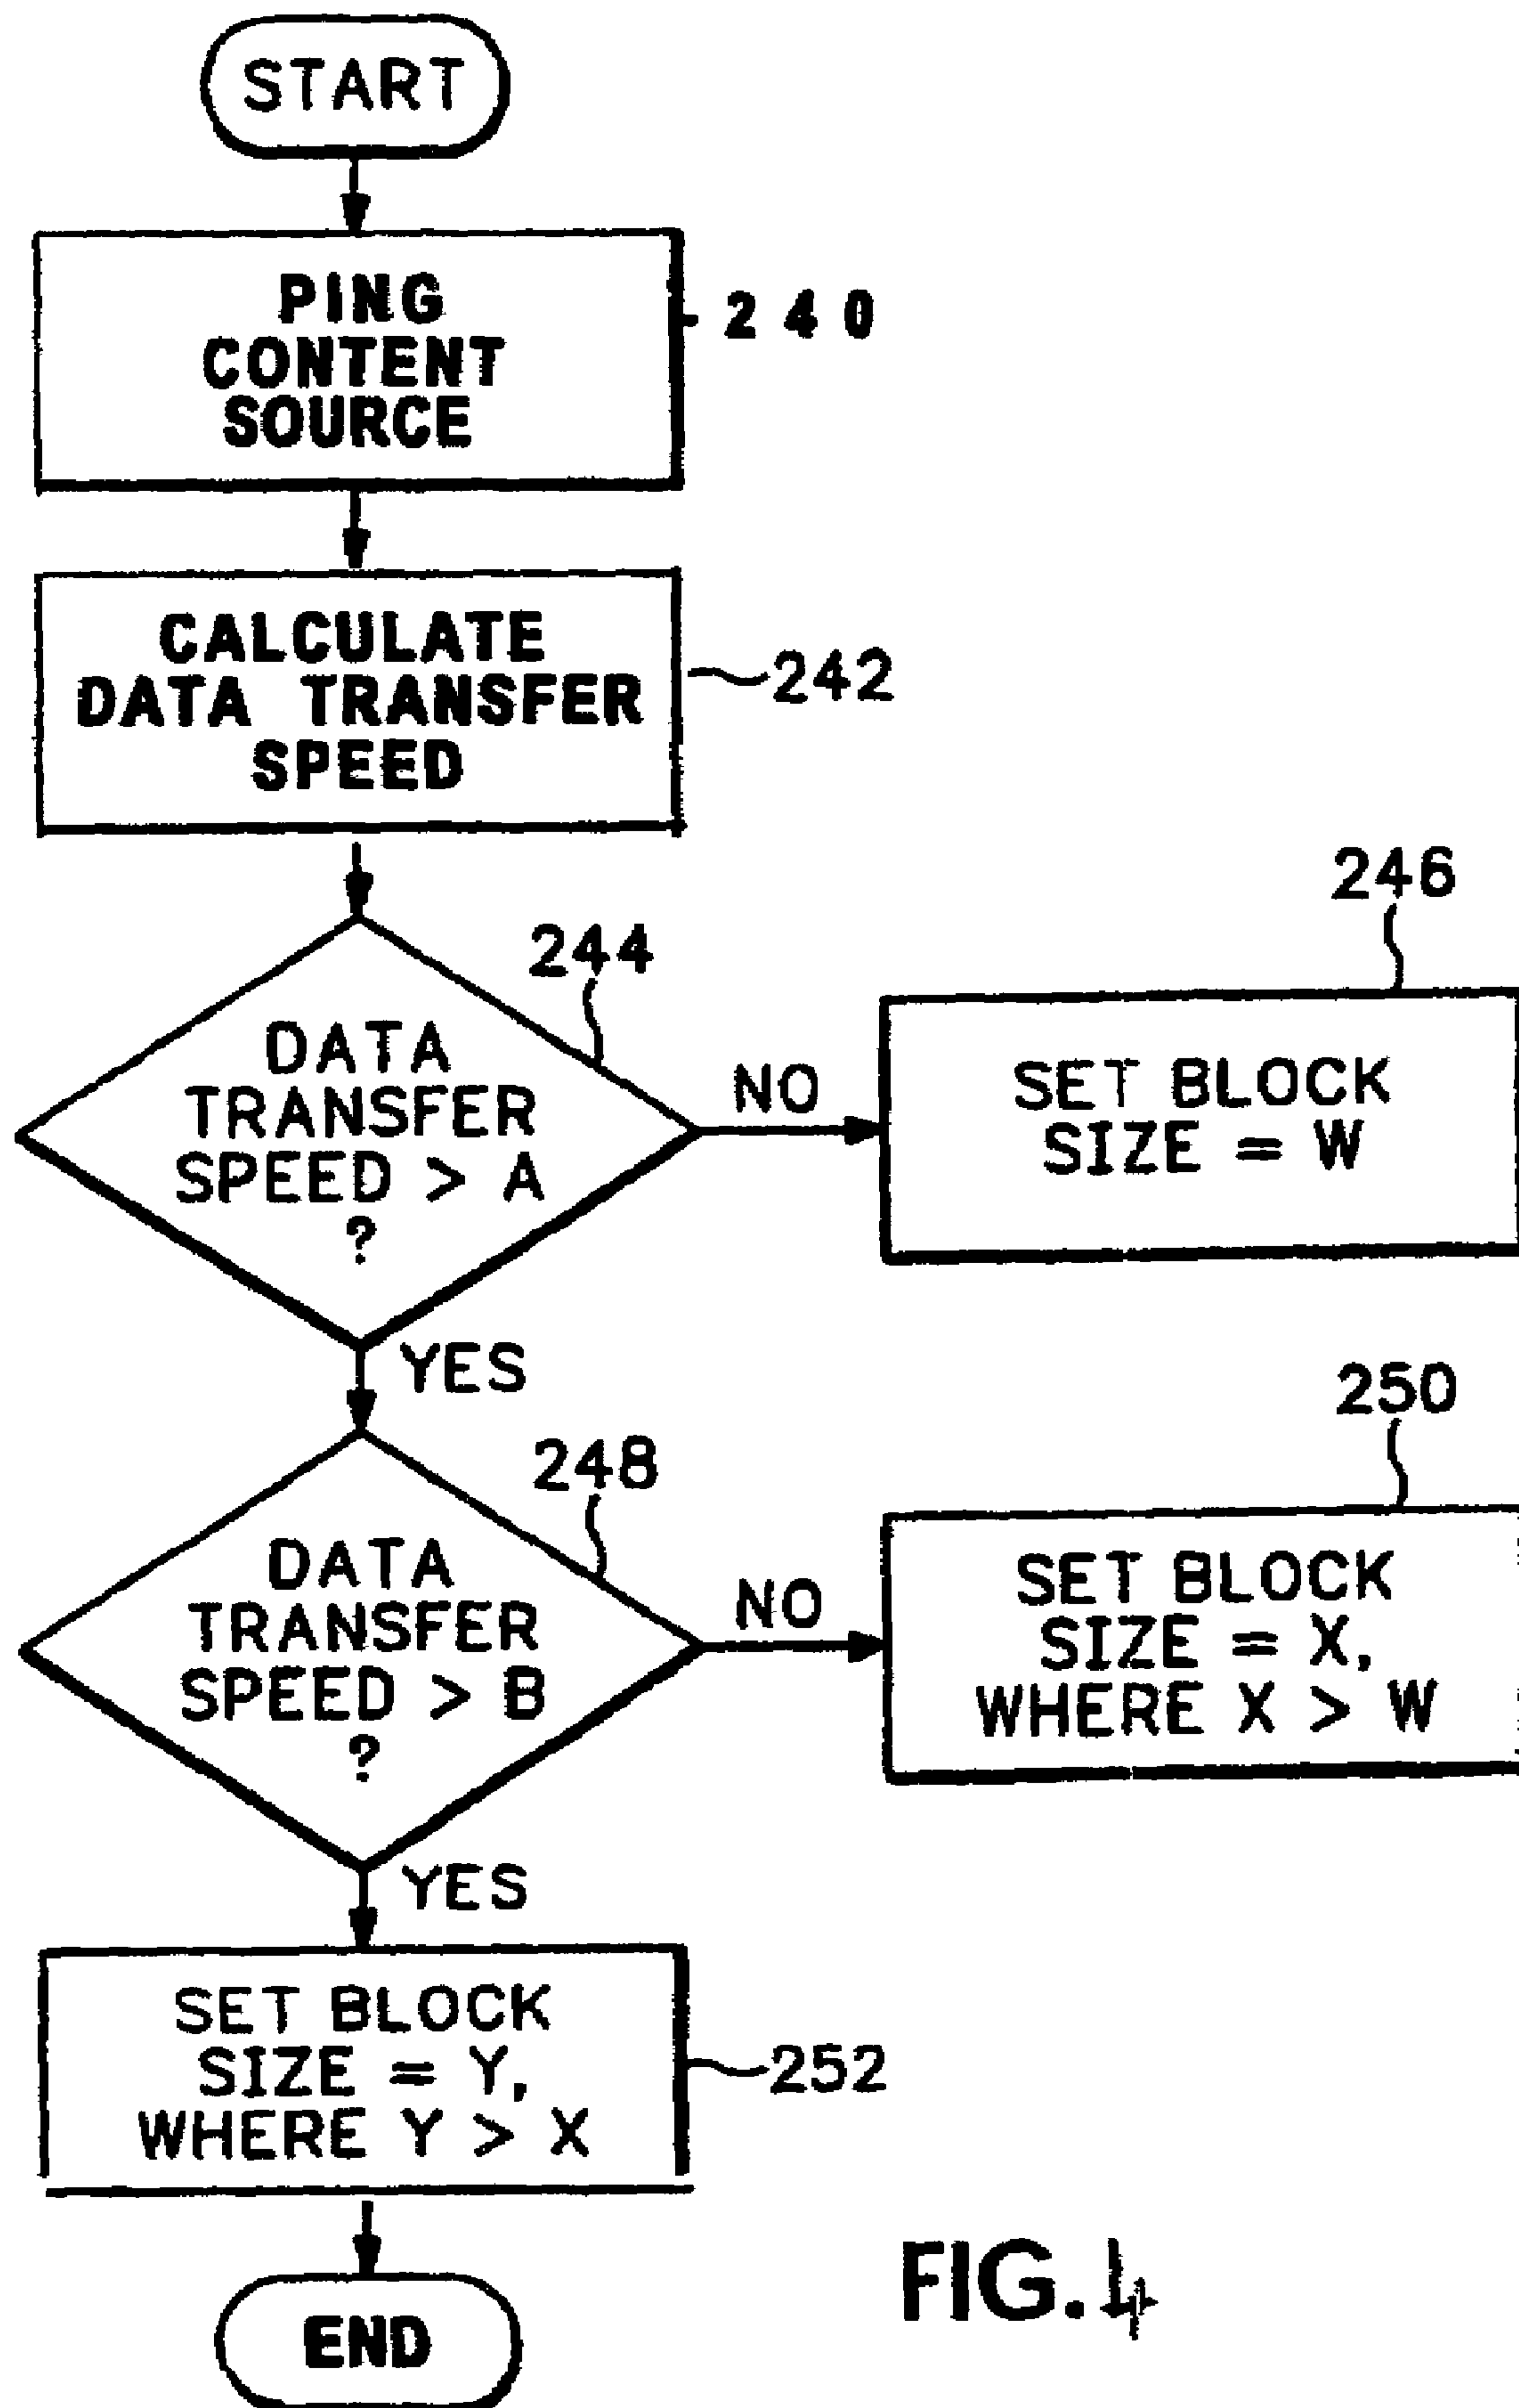 START
PING
CONTENT
SOURCE
240
CALCULATE
DATA TRANSFER
SPEED
242
244
DATA
TRANSFER
SPEED > A
?
NO
246
SET BLOCK
SIZE = W
YES
248
DATA
TRANSFER
SPEED > B
?
NO
250
SET BLOCK
SIZE = X,
WHERE X > W
YES
SET BLOCK
SIZE = Y,
WHERE Y > X
252
END
FIG. 4